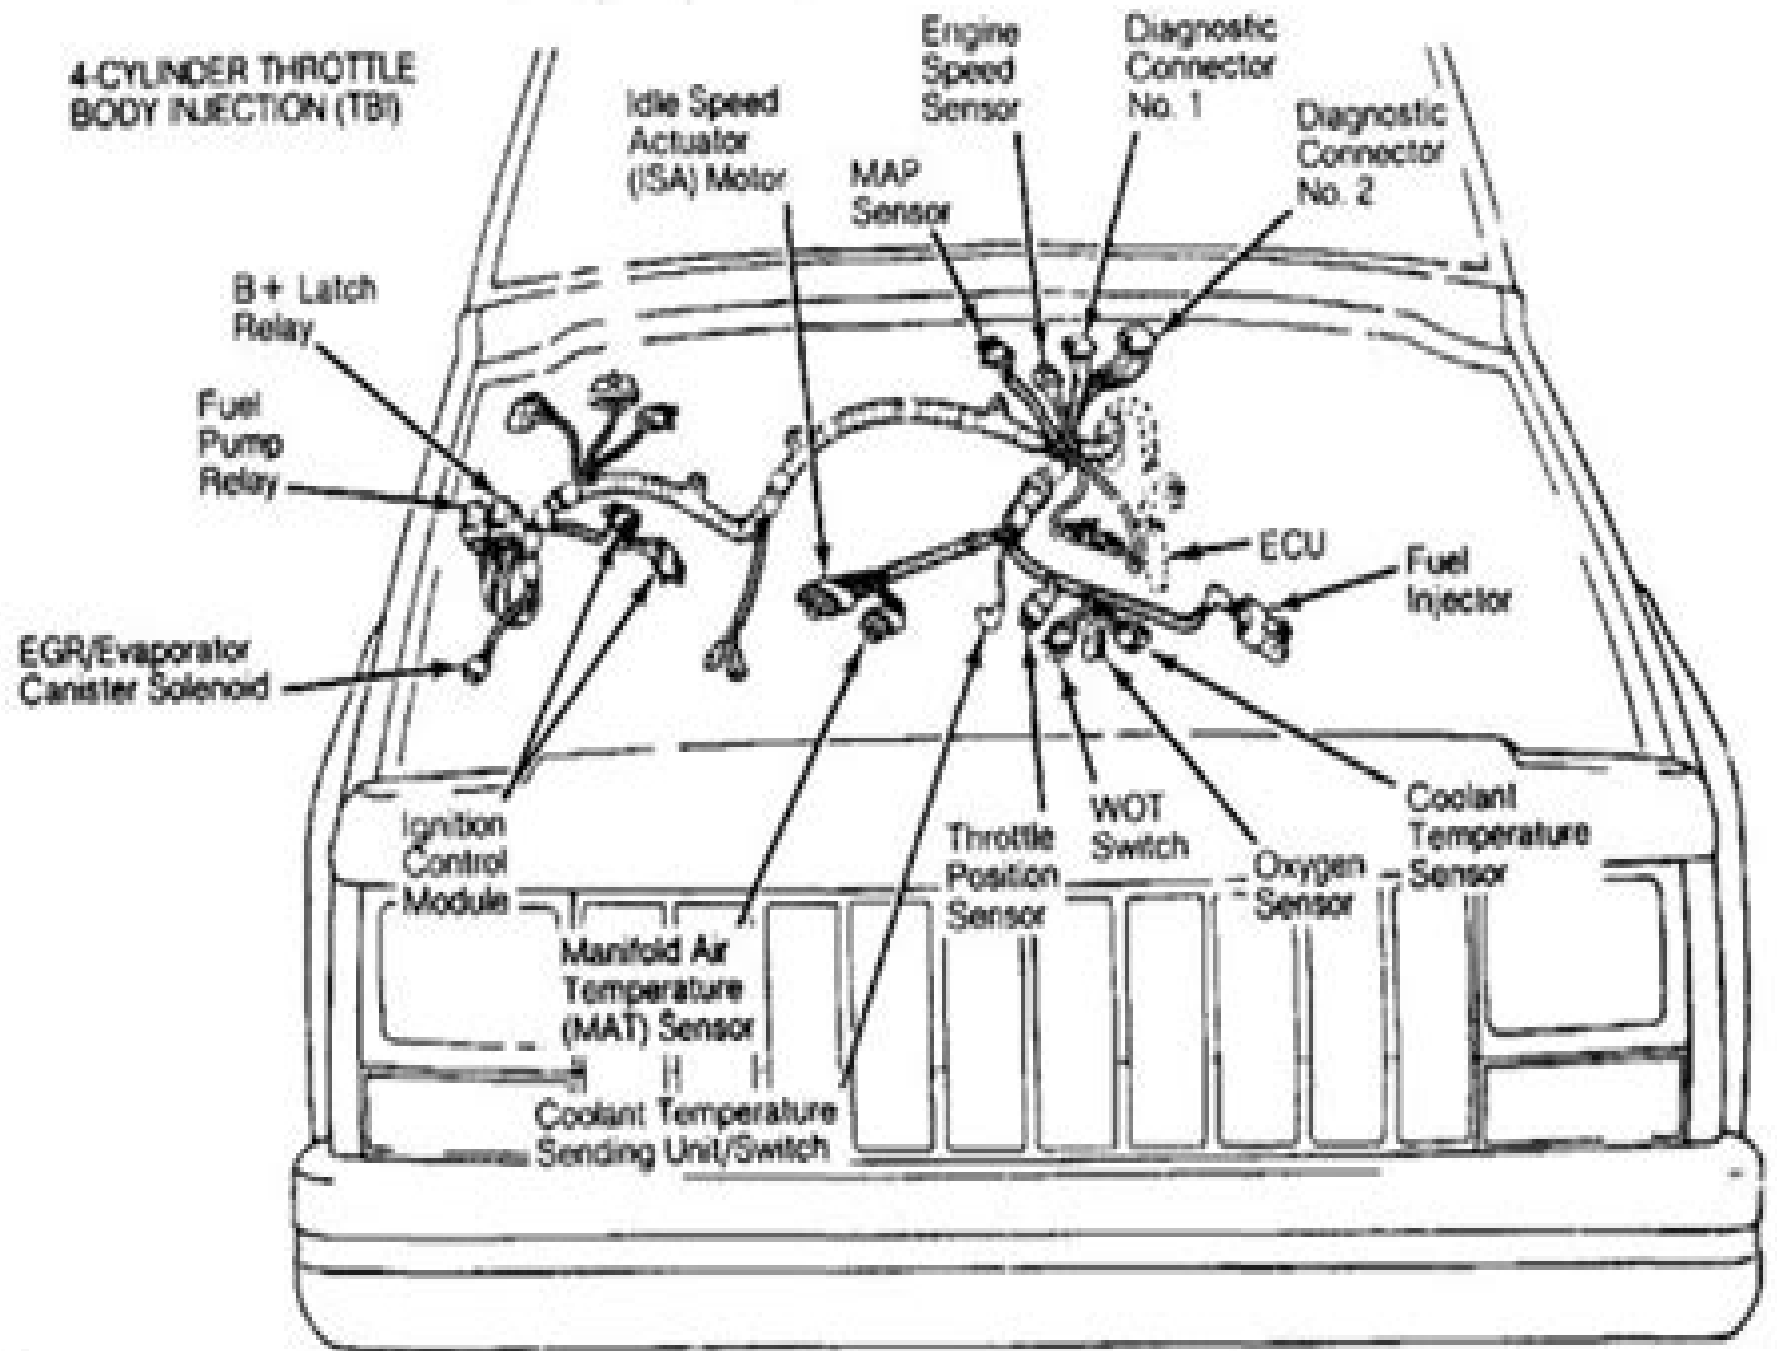 4-CYLINDER THROTTLE
BODY INJECTION (TBI)
Idle Speed
Actuator
(ISA) Motor
MAP
Sensor
Engine
Speed
Sensor
Diagnostic
Connector
No. 1
Diagnostic
Connector
No. 2
B+ Latch
Relay
Fuel
Pump
Relay
EGR/Evaporator
Canister Solenoid
ECU
Fuel
Injector
Ignition
Control
Module
Manifold Air
Temperature
(MAT) Sensor
Coolant Temperature
Sending Unit/Switch
Throttle
Position
Sensor
WOT
Switch
Oxygen
Sensor
Coolant
Temperature
Sensor